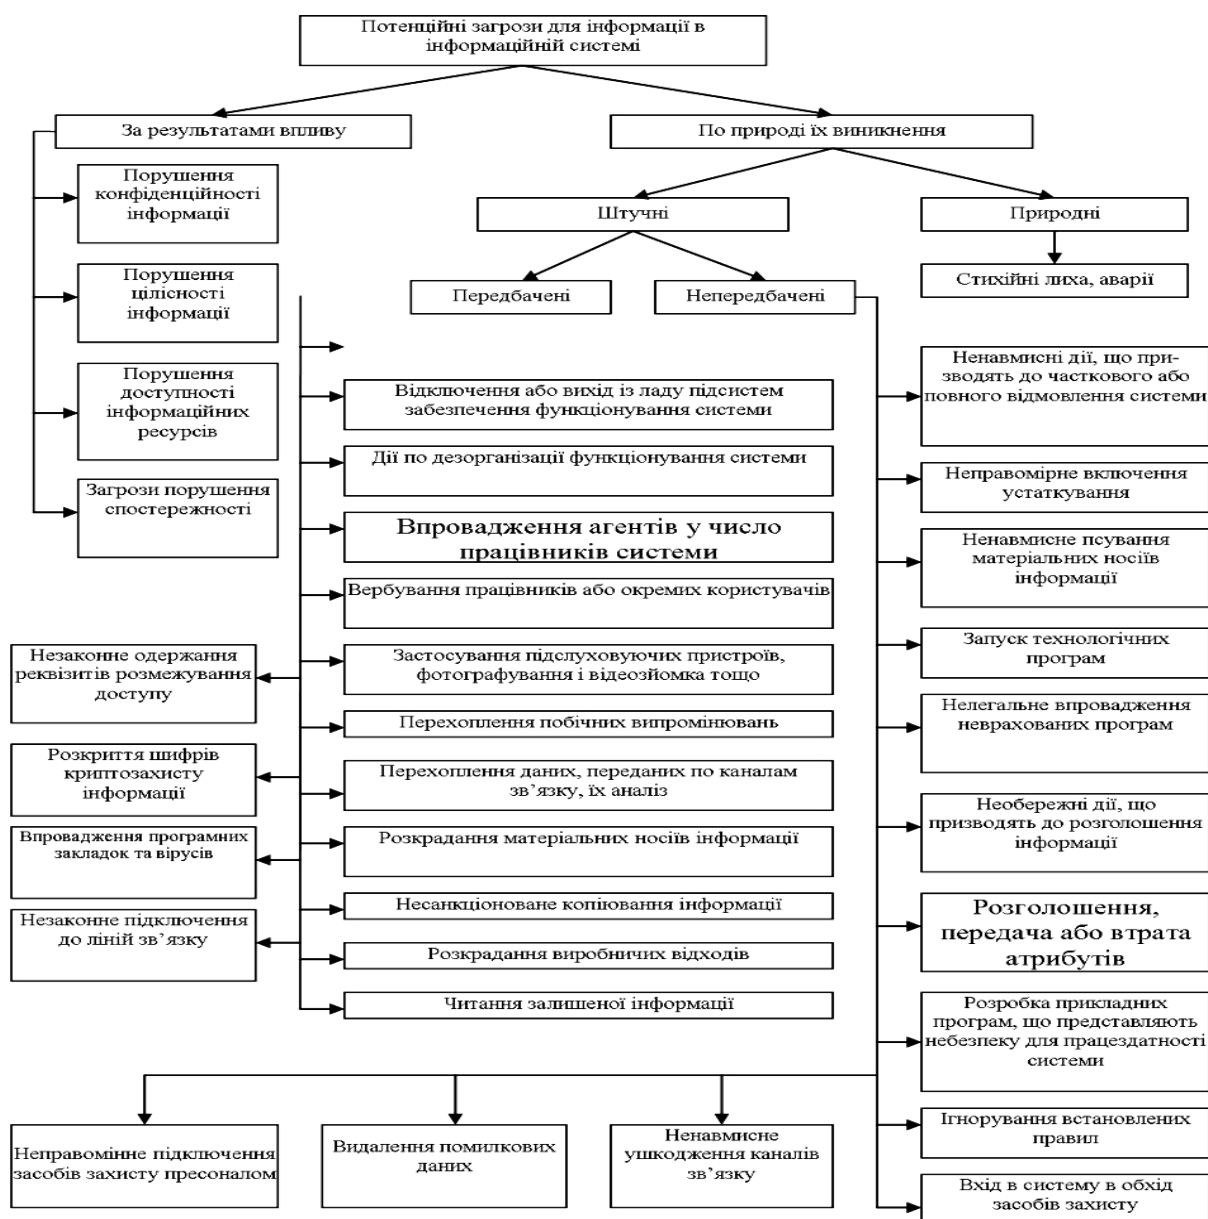 Потенційні загрози для інформації в
інформаційній системі
За результатами впливу
По природі їх виникнення
Порушення
конфіденційності
інформації
Порушення
цілісності
інформації
Порушення
доступності
інформаційних
ресурсів
Загрози порушення
спостережності
Штучні
Природні
Передбачені
Непередбачені
Стихійні лиха, аварії
Відключення або вихід із ладу підсистем
забезпечення функціонування системи
Дії по дезорганізації функціонування системи
Впровадження агентів у число
працівників системи
Вербування працівників або окремих користувачів
Застосування підслуховуючих пристроїв,
фотографування і відеозйомка тощо
Перехоплення побічних випромінювань
Перехоплення даних, переданих по каналам
зв’язку, їх аналіз
Розкрадання матеріальних носіїв інформації
Несанкціоноване копіювання інформації
Розкрадання виробничих відходів
Читання залишеної інформації
Незаконне одержання
реквізитів розмежування
доступу
Розкриття шифрів
криптозахисту
інформації
Впровадження програмних
закладок та вірусів
Незаконне підключення
до ліній зв’язку
Ненавмисні дії, що при-
зводять до часткового або
повного відмовлення системи
Неправомірне включення
устаткування
Ненавмисне псування
матеріальних носіїв
інформації
Запуск технологічних
програм
Нелегальне впровадження
неврахованих програм
Необережні дії, що
призводять до розголошення
інформації
Розголошення,
передача або втрата
атрибутів
Розробка прикладних
програм, що представляють
небезпеку для працездатності
системи
Ігнорування встановлених
правил
Вхід в систему в обхід
засобів захисту
Неправомінне підключення
засобів захисту пресоналом
Видалення помилкових
даних
Ненавмисне
ушкодження каналів
зв’язку